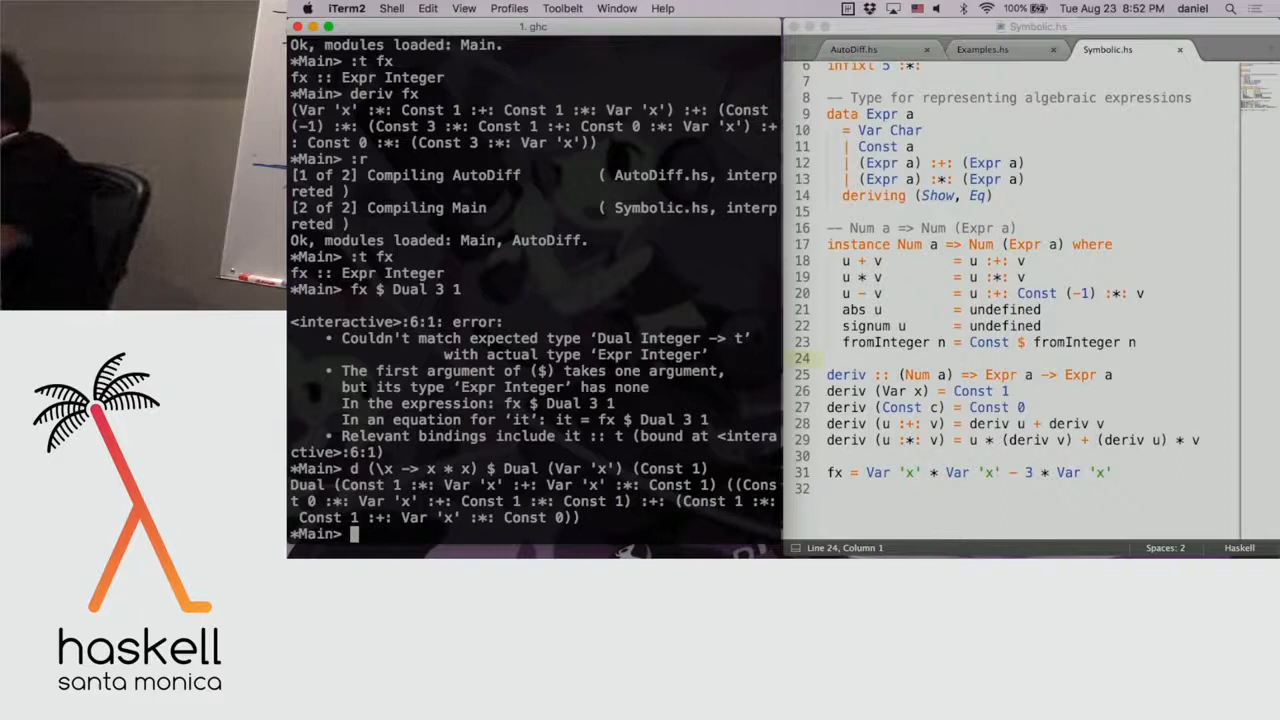 iTerm2 Shell Edit View Profiles Toolbelt Window Help
100% Tue Aug 23 8:52 PM daniel
1. ghc
Ok, modules loaded: Main.
*Main> :t fx
fx :: Expr Integer
*Main> deriv fx
(Var 'x' :*: Const 1 :+: Const 1 :*: Var 'x') :+: (Const
(-1) :*: (Const 3 :*: Const 1 :+: Const 0 :*: Var 'x') :+
: Const 0 :*: (Const 3 :*: Var 'x'))
*Main> :r
[1 of 2] Compiling AutoDiff ( AutoDiff.hs, interp
reted )
[2 of 2] Compiling Main ( Symbolic.hs, interp
reted )
Ok, modules loaded: Main, AutoDiff.
*Main> :t fx
fx :: Expr Integer
*Main> fx $ Dual 3 1
<interactive>:6:1: error:
• Couldn't match expected type ‘Dual Integer -> t’
with actual type ‘Expr Integer’
• The first argument of ($) takes one argument,
but its type ‘Expr Integer’ has none
In the expression: fx $ Dual 3 1
In an equation for ‘it’: it = fx $ Dual 3 1
• Relevant bindings include it :: t (bound at <intera
ctive>:6:1)
*Main> d (\x -> x * x) $ Dual (Var 'x') (Const 1)
Dual (Const 1 :*: Var 'x' :+: Var 'x' :*: Const 1) ((Cons
t 0 :*: Var 'x' :+: Const 1 :*: Const 1) :+: (Const 1 :*:
Const 1 :+: Var 'x' :*: Const 0))
*Main>
Symbolic.hs
AutoDiff.hs Examples.hs Symbolic.hs
6 infixl 5 :*:
7
8 -- Type for representing algebraic expressions
9 data Expr a
10 = Var Char
11 | Const a
12 | (Expr a) :+: (Expr a)
13 | (Expr a) :*: (Expr a)
14 deriving (Show, Eq)
15
16 -- Num a => Num (Expr a)
17 instance Num a => Num (Expr a) where
18 u + v = u :+: v
19 u * v = u :*: v
20 u - v = u :+: Const (-1) :*: v
21 abs u = undefined
22 signum u = undefined
23 fromInteger n = Const $ fromInteger n
24
25 deriv :: (Num a) => Expr a -> Expr a
26 deriv (Var x) = Const 1
27 deriv (Const c) = Const 0
28 deriv (u :+: v) = deriv u + deriv v
29 deriv (u :*: v) = u * (deriv v) + (deriv u) * v
30
31 fx = Var 'x' * Var 'x' - 3 * Var 'x'
32
Line 24, Column 1 Spaces: 2 Haskell
haskell
santa monica